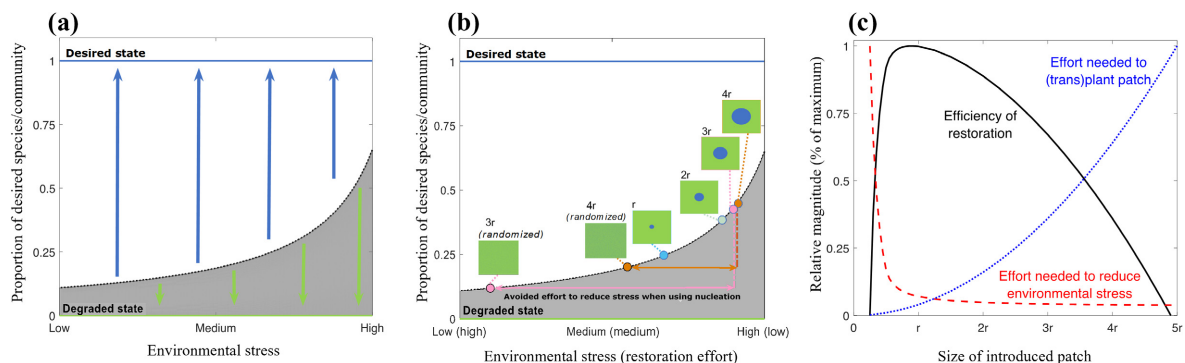 (a)
Desired state
1
0.75
0.5
0.25
0
Degraded state
Low
Medium
High
Environmental stress
Proportion of desired species/community
(b)
Desired state
1
0.75
0.5
0.25
0
4r
3r
2r
r
4r
(randomized)
3r
(randomized)
Avoided effort to reduce stress when using nucleation
Degraded state
Low (high)
Medium (medium)
High (low)
Environmental stress (restoration effort)
Proportion of desired species/community
(c)
1
0.75
0.5
0.25
0
Effort needed to
(trans)plant patch
Efficiency of
restoration
Effort needed to reduce
environmental stress
0
r
2r
3r
4r
5r
Size of introduced patch
Relative magnitude (% of maximum)